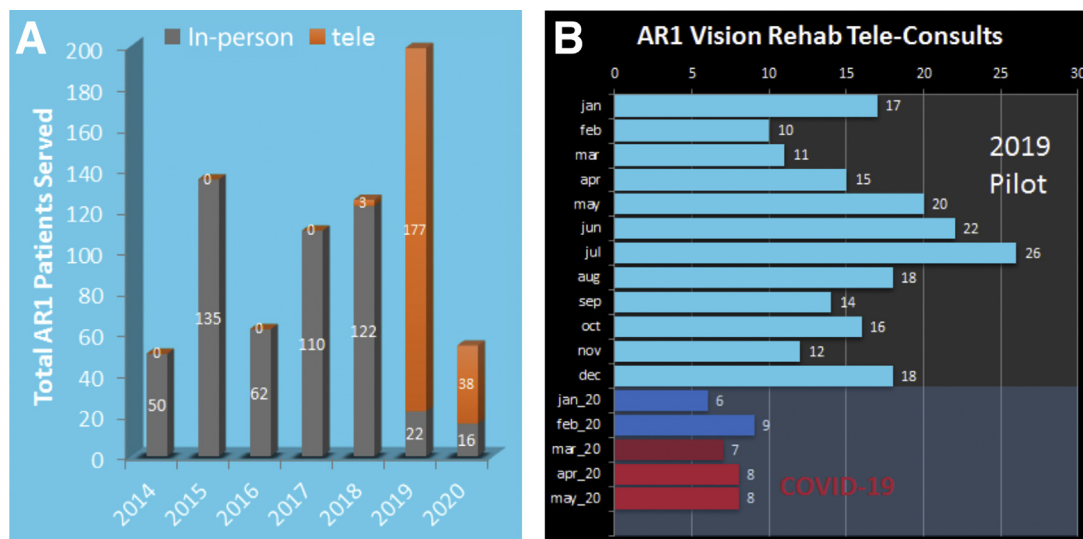 A
In-person tele
Total AR1 Patients Served
200
180
160
140
120
100
80
60
40
20
0
0
50
0
135
0
62
0
110
3
122
177
22
38
16
2014 2015 2016 2017 2018 2019 2020
B
AR1 Vision Rehab Tele-Consults
0 5 10 15 20 25 30
jan 17
feb 10
mar 11
apr 15
may 20
jun 22
jul 26
aug 18
sep 14
oct 16
nov 12
dec 18
2019
Pilot
jan_20 6
feb_20 9
mar_20 7
apr_20 8
may_20 8
COVID-19